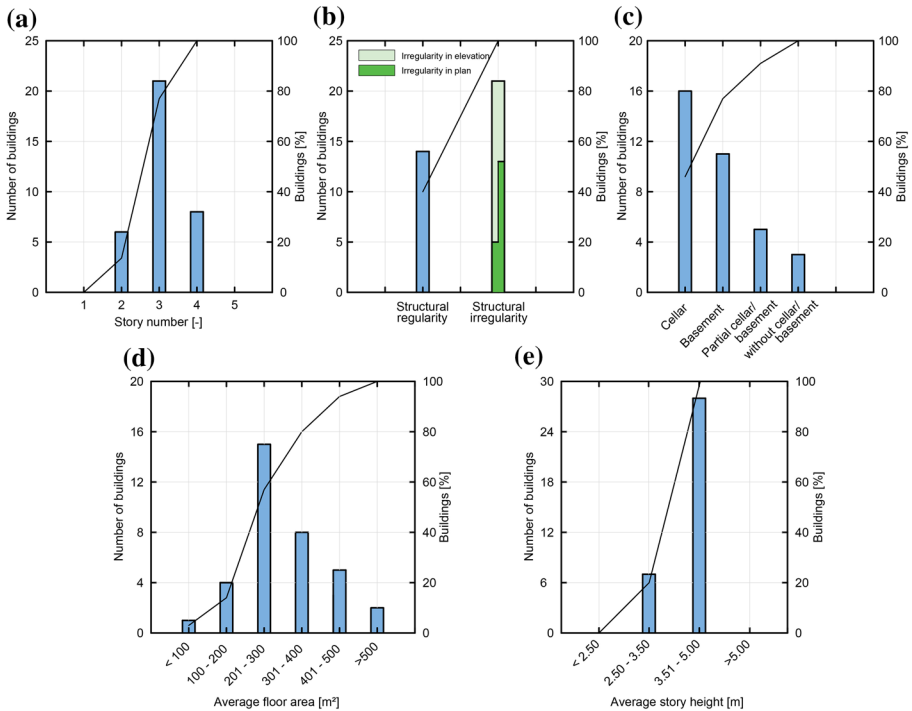 (a)
25
20
15
10
5
0
Number of buildings
100
80
60
40
20
0
Buildings [%]
1 2 3 4 5
Story number [-]
(b)
25
20
15
10
5
0
Number of buildings
Irregularity in elevation
Irregularity in plan
100
80
60
40
20
0
Buildings [%]
Structural
regularity
Structural
irregularity
(c)
20
16
12
8
4
0
Number of buildings
100
80
60
40
20
0
Buildings [%]
Cellar
Basement
Partial cellar/
basement
without cellar/
basement
(d)
20
16
12
8
4
0
Number of buildings
100
80
60
40
20
0
Buildings [%]
< 100
100 - 200
201 - 300
301 - 400
401 - 500
>500
Average floor area [m²]
(e)
30
24
18
12
6
0
Number of buildings
100
80
60
40
20
0
Buildings [%]
< 2.50
2.50 - 3.50
3.51 - 5.00
>5.00
Average story height [m]